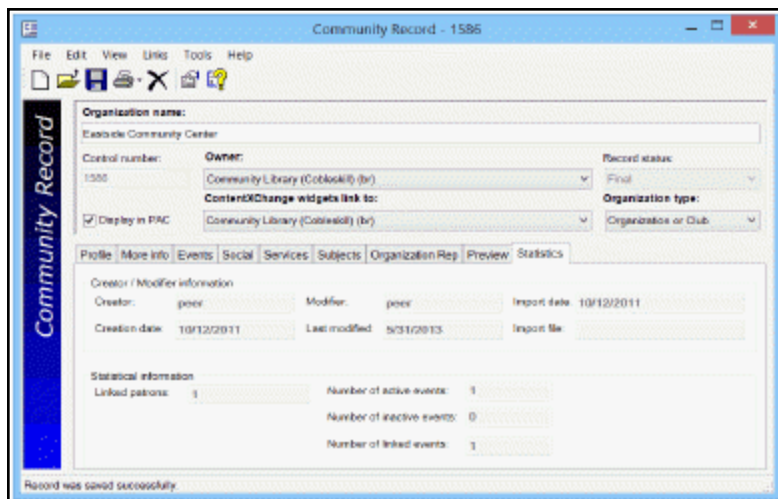 Community Record - 1586
File Edit View Links Tools Help
Community Record
Organization name:
Eastside Community Center
Control number: Owner: Record status:
1586 Community Library (Cobleskill) (br) Final
ContentXChange widgets link to: Organization type:
Display in PAC Community Library (Cobleskill) (br) Organization or Club
Profile More info Events Social Services Subjects Organization Rep Preview Statistics
Creator / Modifier information
Creator: peer Modifier: peer Import date: 10/12/2011
Creation date: 10/12/2011 Last modified: 5/31/2013 Import file:
Statistical information
Linked patrons: 1 Number of active events: 1
Number of inactive events: 0
Number of linked events: 1
Record was saved successfully.